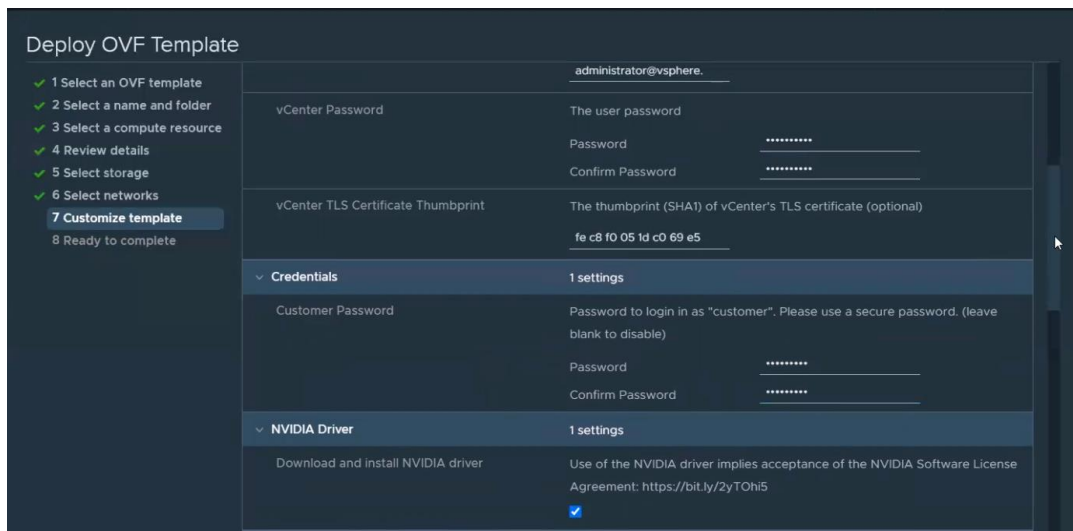 Deploy OVF Template
1 Select an OVF template
2 Select a name and folder
3 Select a compute resource
4 Review details
5 Select storage
6 Select networks
7 Customize template
8 Ready to complete
administrator@vsphere.
vCenter Password
The user password
Password
••••••••••
Confirm Password
••••••••••
vCenter TLS Certificate Thumbprint
The thumbprint (SHA1) of vCenter's TLS certificate (optional)
fe c8 f0 05 1d c0 69 e5
Credentials
1 settings
Customer Password
Password to login in as "customer". Please use a secure password. (leave
blank to disable)
Password
•••••••••
Confirm Password
•••••••••
NVIDIA Driver
1 settings
Download and install NVIDIA driver
Use of the NVIDIA driver implies acceptance of the NVIDIA Software License
Agreement: https://bit.ly/2yTOhi5